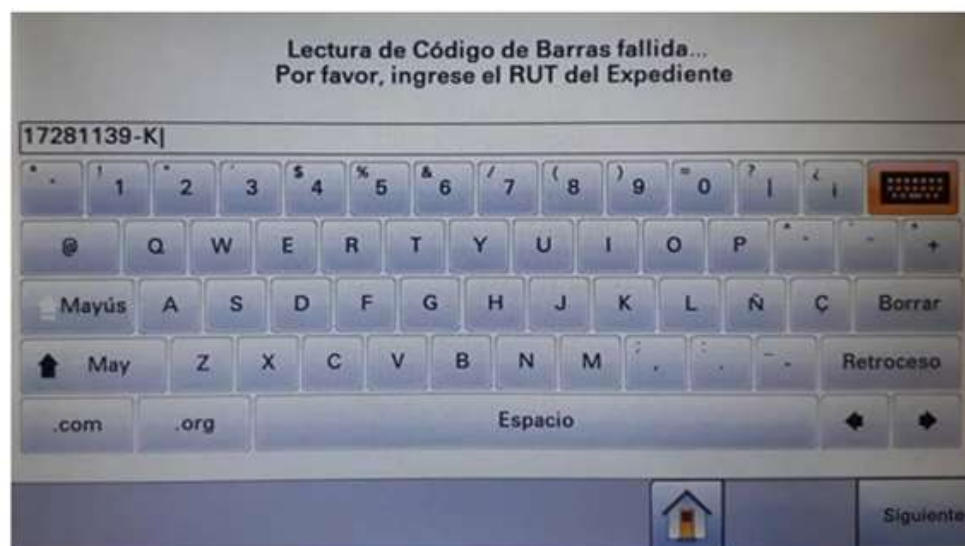 Lectura de Código de Barras fallida...
Por favor, ingrese el RUT del Expediente
17281139-K
! " $ % & / ( ) = ? ¿
1 2 3 4 5 6 7 8 9 0 ¡
@ Q W E R T Y U I O P +
Mayús A S D F G H J K L Ñ Ç Borrar
May Z X C V B N M ; , : . _ - Retroceso
.com .org Espacio
Siguiente